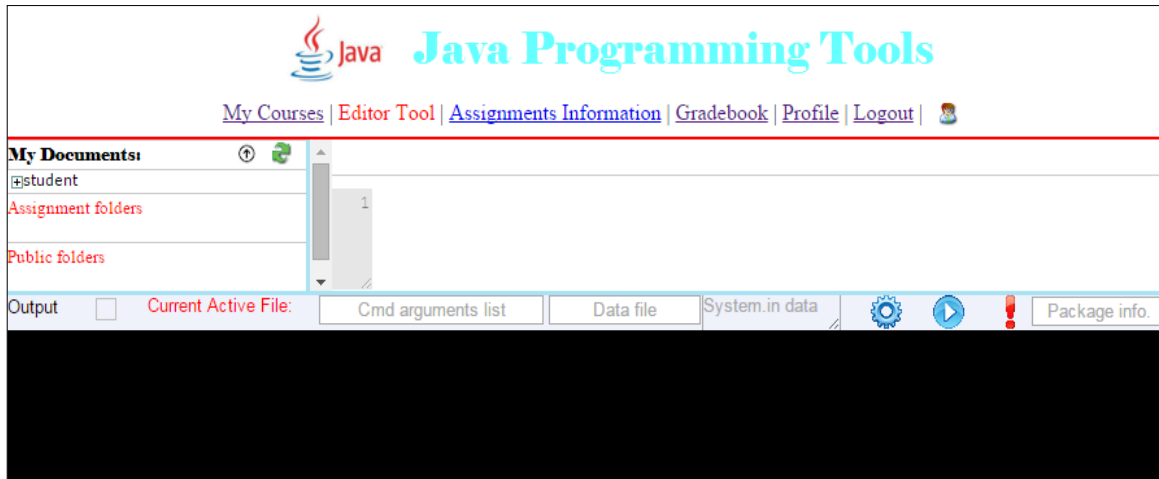 Java Java Programming Tools
My Courses | Editor Tool | Assignments Information | Gradebook | Profile | Logout |
My Documents:
student
Assignment folders
1
Public folders
Output Current Active File: Cmd arguments list Data file System.in data Package info.